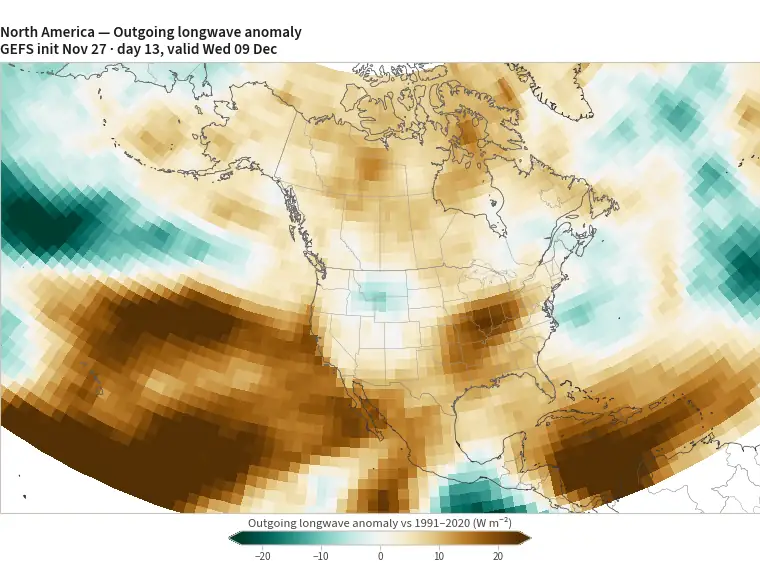 North America — Outgoing longwave anomaly
GEFS init Nov 27 · day 13, valid Wed 09 Dec
Outgoing longwave anomaly vs 1991–2020 (W m⁻²)
−20 −10 0 10 20